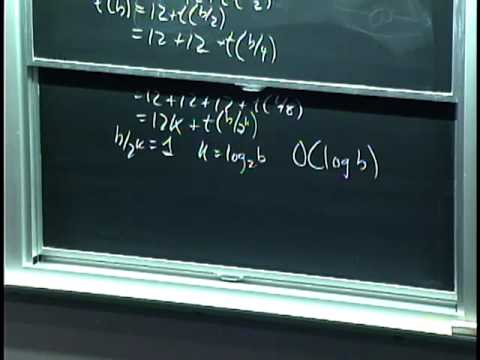 t(b) = 12 + t(b/2)
= 12 + 12 + t(b/4)
= 12 + 12 + 12 + t(b/8)
= 12k + t(b/2^k)
b/2^k = 1   k = log₂b   O(log b)